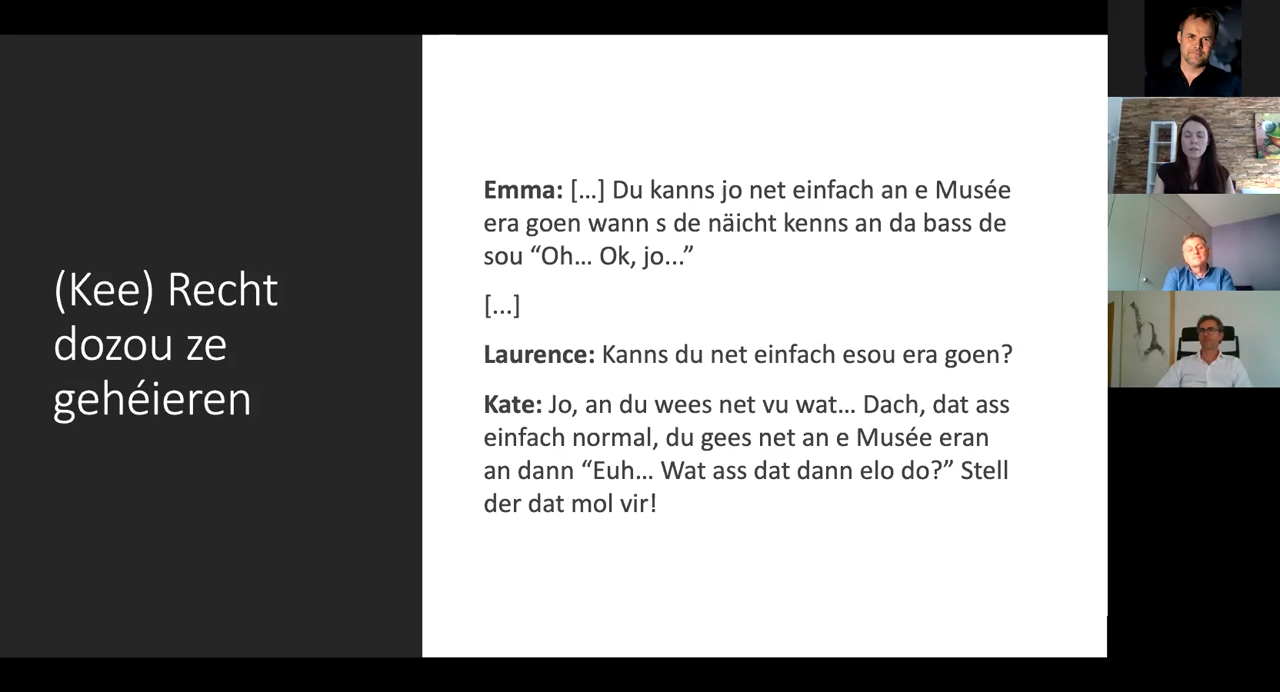 (Kee) Recht
dozou ze
gehéieren
Emma: […] Du kanns jo net einfach an e Musée
era goen wann s de näicht kenns an da bass de
sou “Oh… Ok, jo...”
[…]
Laurence: Kanns du net einfach esou era goen?
Kate: Jo, an du wees net vu wat… Dach, dat ass
einfach normal, du gees net an e Musée eran
an dann “Euh… Wat ass dat dann elo do?” Stell
der dat mol vir!